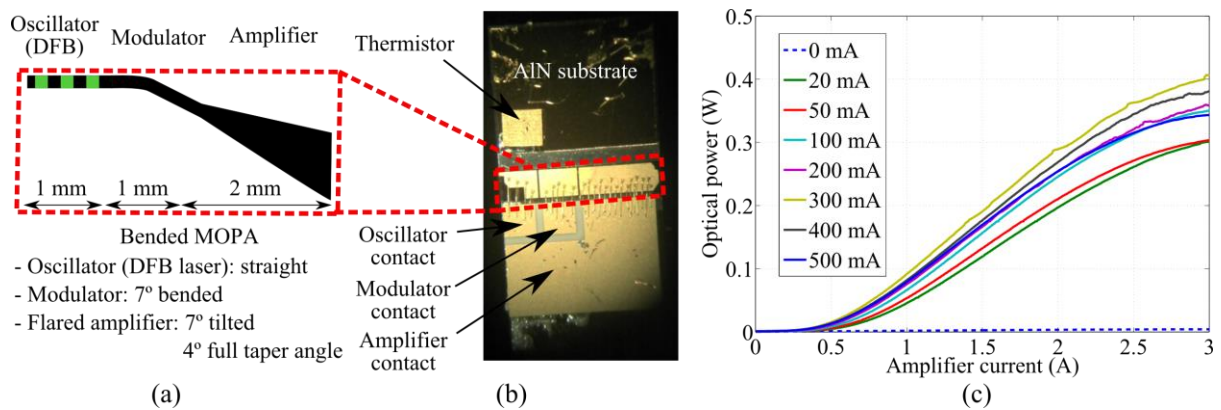 Oscillator
(DFB)
Modulator
Amplifier
1 mm
1 mm
2 mm
Bended MOPA
- Oscillator (DFB laser): straight
- Modulator: 7º bended
- Flared amplifier: 7º tilted
4º full taper angle
(a)
Thermistor
AlN substrate
Oscillator
contact
Modulator
contact
Amplifier
contact
(b)
Optical power (W)
0.5
0.4
0.3
0.2
0.1
0
0 mA
20 mA
50 mA
100 mA
200 mA
300 mA
400 mA
500 mA
0 0.5 1 1.5 2 2.5 3
Amplifier current (A)
(c)